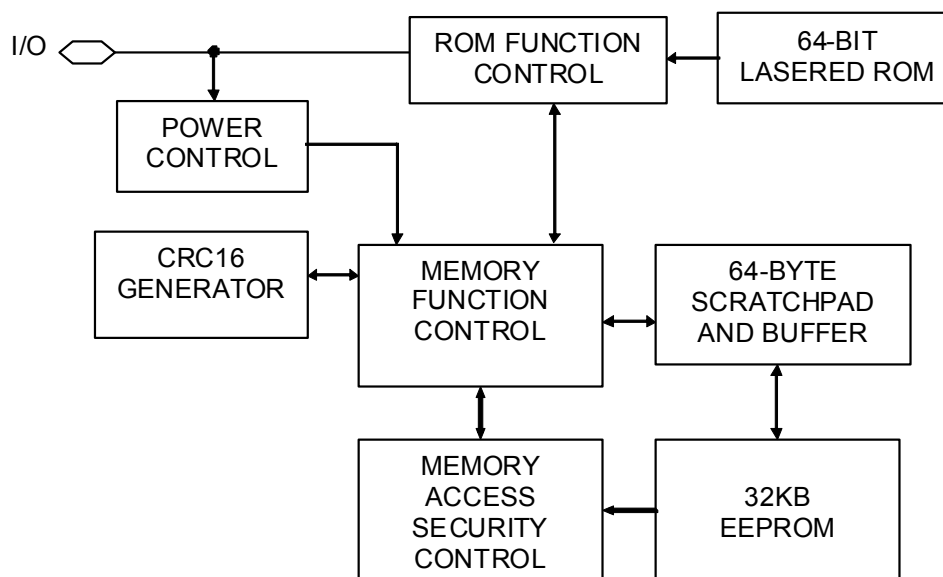 I/O
ROM FUNCTION
CONTROL
64-BIT
LASERED ROM
POWER
CONTROL
CRC16
GENERATOR
MEMORY
FUNCTION
CONTROL
64-BYTE
SCRATCHPAD
AND BUFFER
MEMORY
ACCESS
SECURITY
CONTROL
32KB
EEPROM